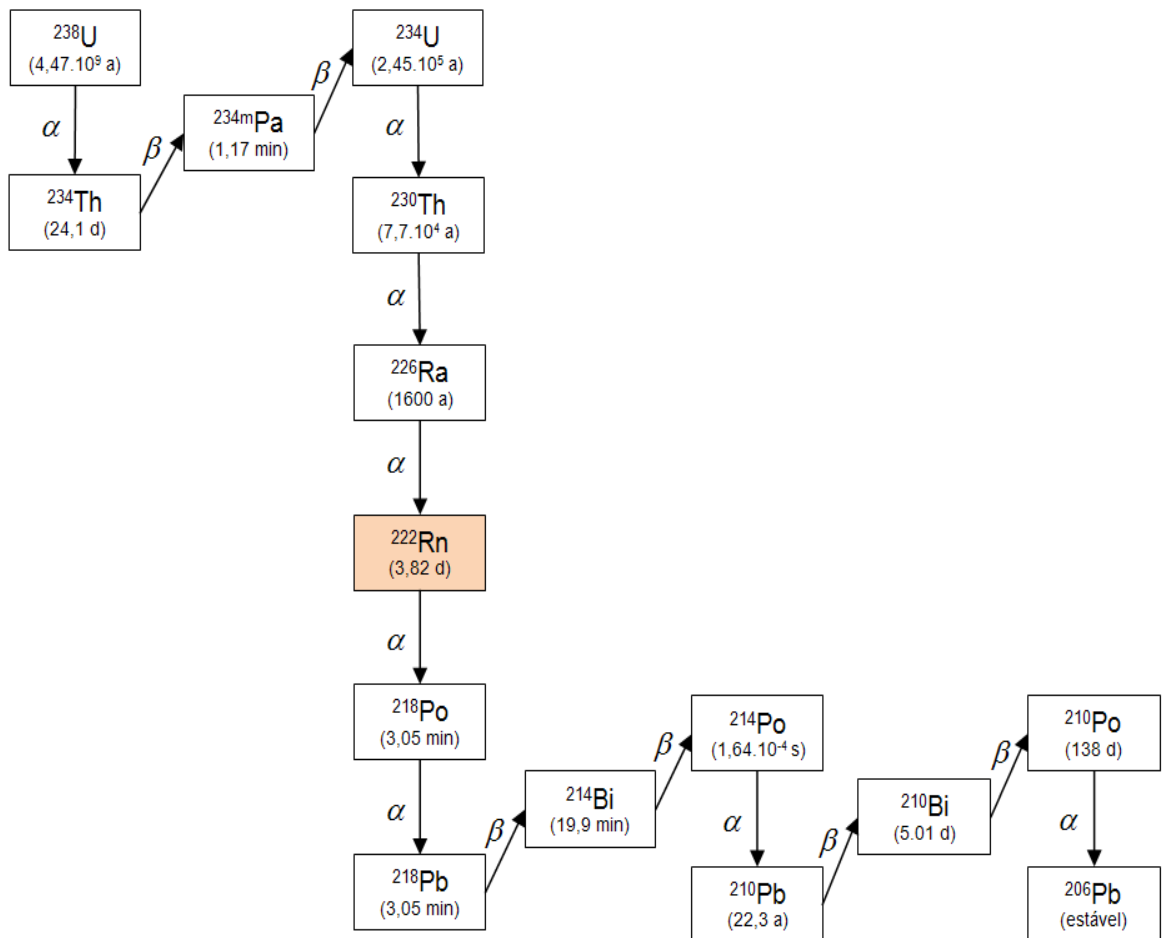 ²³⁸U
(4,47.10⁹ a)
α
²³⁴Th
(24,1 d)
β
²³⁴ᵐPa
(1,17 min)
β
²³⁴U
(2,45.10⁵ a)
α
²³⁰Th
(7,7.10⁴ a)
α
²²⁶Ra
(1600 a)
α
²²²Rn
(3,82 d)
α
²¹⁸Po
(3,05 min)
α
²¹⁸Pb
(3,05 min)
β
²¹⁴Bi
(19,9 min)
β
²¹⁴Po
(1,64.10⁻⁴ s)
α
²¹⁰Pb
(22,3 a)
β
²¹⁰Bi
(5.01 d)
β
²¹⁰Po
(138 d)
α
²⁰⁶Pb
(estável)